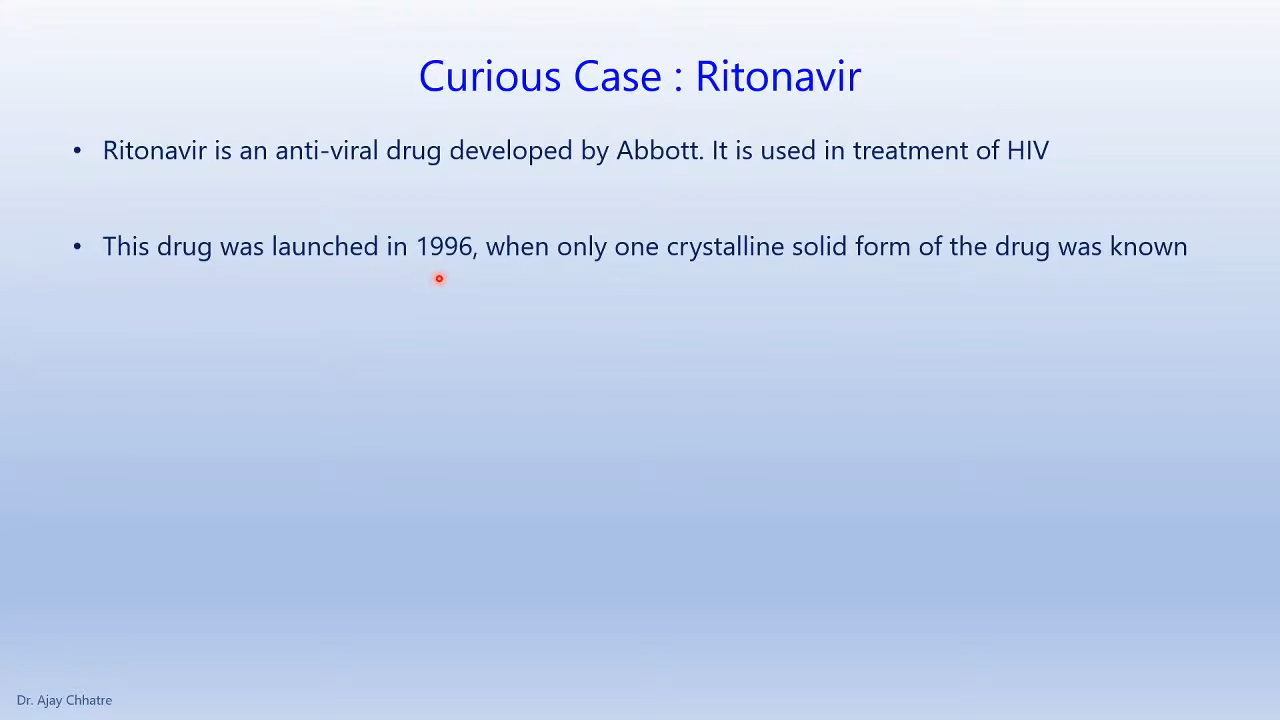 Curious Case : Ritonavir
• Ritonavir is an anti-viral drug developed by Abbott. It is used in treatment of HIV
• This drug was launched in 1996, when only one crystalline solid form of the drug was known
Dr. Ajay Chhatre